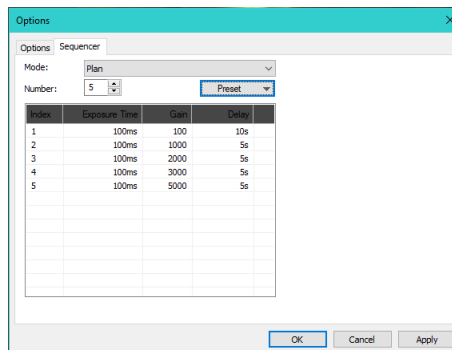 Options
Options Sequencer
Mode: Plan
Number: 5 Preset
Index Exposure Time Gain Delay
1 100ms 100 10s
2 100ms 1000 5s
3 100ms 2000 5s
4 100ms 3000 5s
5 100ms 5000 5s
OK Cancel Apply